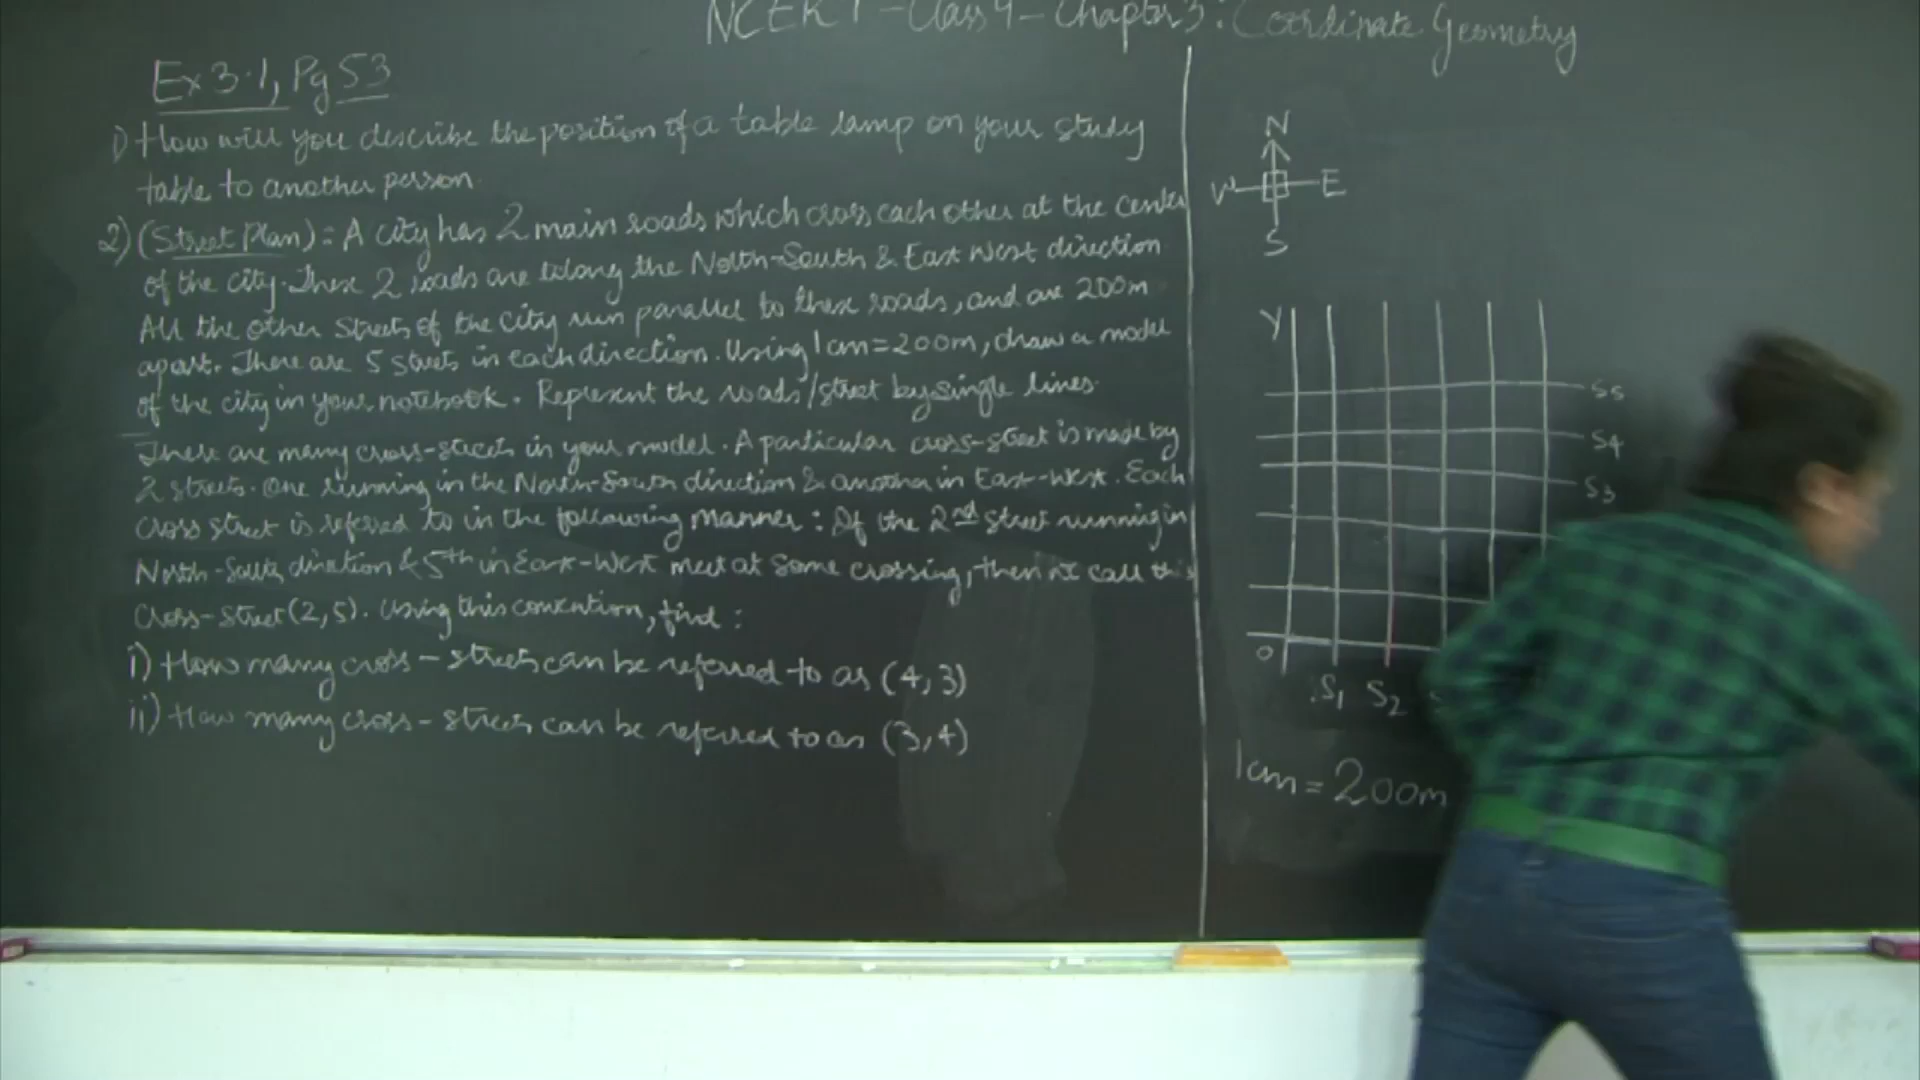 NCERT - Class 9 - Chapter 3: Coordinate Geometry
Ex 3.1, Pg 53
1) How will you describe the position of a table lamp on your study
table to another person.
2) (Street Plan) : A city has 2 main roads which cross each other at the center
of the city. These 2 roads are along the North-South & East West direction
All the other streets of the city run parallel to these roads, and are 200m
apart. There are 5 streets in each direction. Using 1cm = 200m, draw a model
of the city in your notebook. Represent the roads/street by single lines.
There are many cross-streets in your model. A particular cross-street is made by
2 streets. One running in the North-South direction & another in East-West. Each
cross street is referred to in the following manner: If the 2nd street running in
North-South direction & 5th in East-West meet at some crossing, then we call this
cross-street (2,5). Using this convention, find:
i) How many cross-streets can be referred to as (4,3)
ii) How many cross-streets can be referred to as (3,4)
N
W E
S
Y
S5
S4
S3
O
S1 S2
1cm = 200m